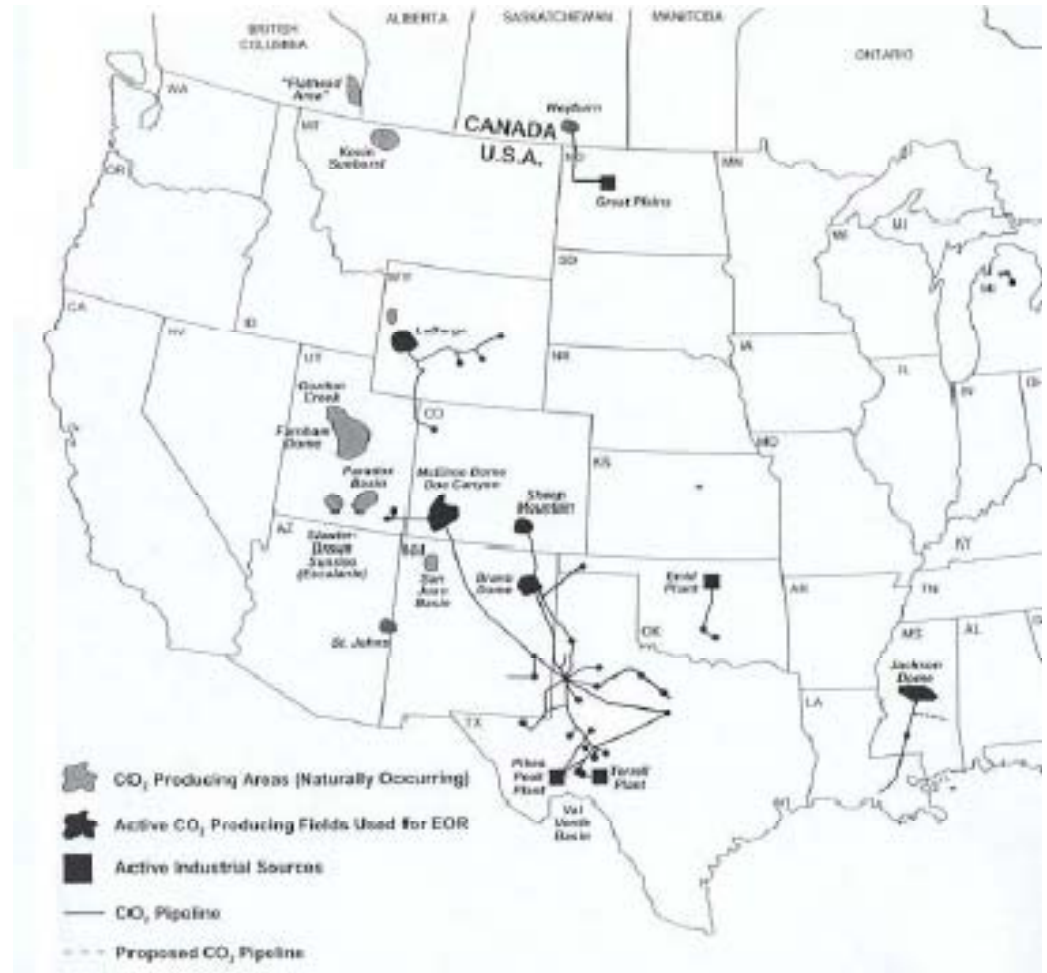 BRITISH
COLUMBIA
ALBERTA
SASKATCHEWAN
MANITOBA
ONTARIO
"Flathead
Area"
WA
MT
Kevin
Sunburst
Weyburn
CANADA
U.S.A.
ND
MN
Great Plains
OR
WI
MI
MI
SD
WY
ID
CA
NV
UT
IA
NE
IL
IN
OH
Gordon
Creek
Farnham
Dome
CO
MO
KS
Paradox
Basin
McElmo Dome
Doe Canyon
Sheep
Mountain
AZ
NM
San
Juan
Basin
Bravo
Dome
Enid
Plant
AR
KY
TN
OK
St. Johns
MS
AL
Jackson
Dome
LA
TX
Pikes
Peak
Plant
Terrell
Plant
Val
Verde
Basin
CO₂ Producing Areas (Naturally Occurring)
Active CO₂ Producing Fields Used for EOR
Active Industrial Sources
CO₂ Pipeline
Proposed CO₂ Pipeline